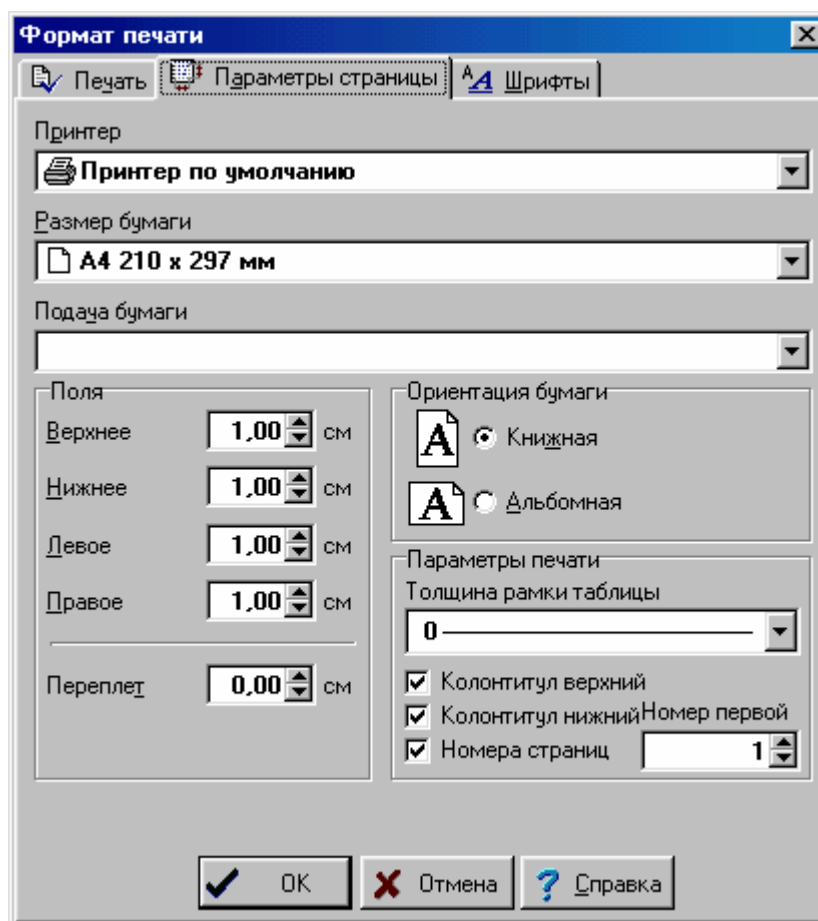 Формат печати
Печать Параметры страницы Шрифты
Принтер
Принтер по умолчанию
Размер бумаги
A4 210 x 297 мм
Подача бумаги
Поля
Верхнее 1,00 см
Нижнее 1,00 см
Левое 1,00 см
Правое 1,00 см
Переплет 0,00 см
Ориентация бумаги
A Книжная
A Альбомная
Параметры печати
Толщина рамки таблицы
0
Колонтитул верхний
Колонтитул нижний Номер первой
Номера страниц 1
OK Отмена Справка